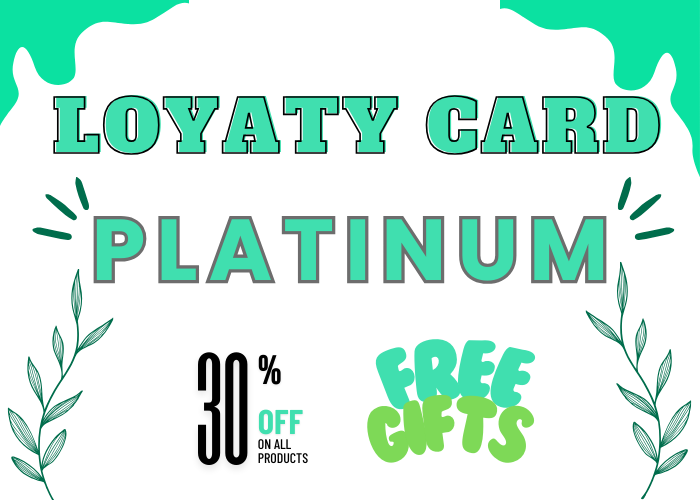 LOYATY CARD
PLATINUM
30%
OFF
ON ALL
PRODUCTS
FREE
GIFTS